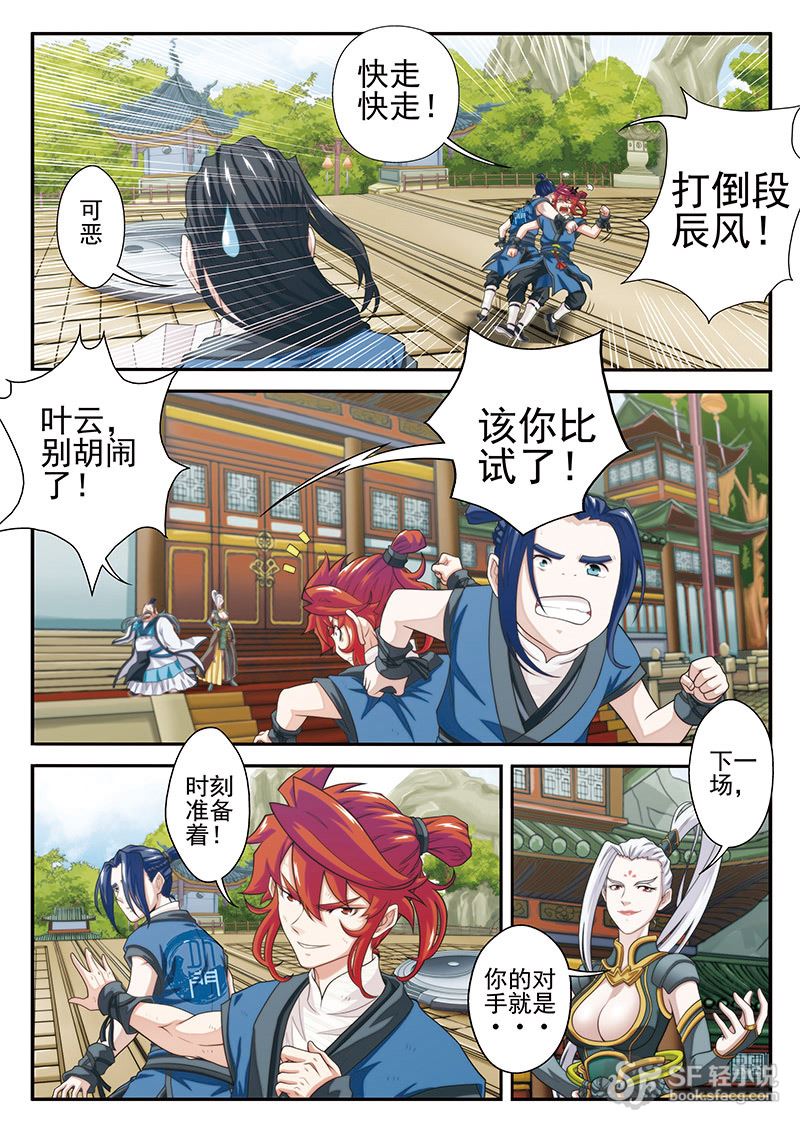 快走
快走！
可
恶
打倒段
辰风！
叶云，
别胡闹
了！
该你比
试了！
时刻
准备
着！
下一
场，
你的对
手就是
···
SF轻小说
book.sfacg.com